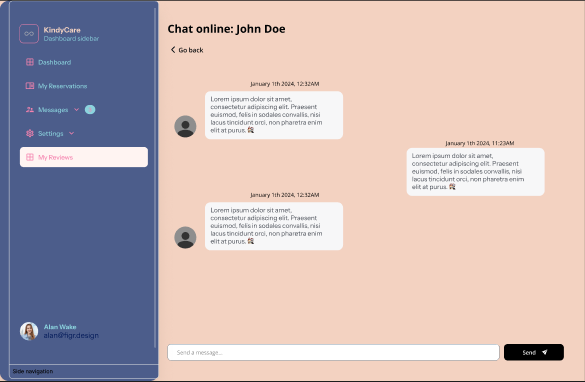 KindyCare
Dashboard sidebar
Dashboard
My Reservations
Messages
Settings
My Reviews
Alan Wake
alan@figr.design
Side navigation
Chat online: John Doe
Go back
January 11th 2024, 12:32AM
Lorem ipsum dolor sit amet,
consectetur adipiscing elit. Praesent
euismod, felis in sodales convallis, nisi
lacus tincidunt orci, non pharetra enim
elit at purus.
January 11th 2024, 11:23AM
Lorem ipsum dolor sit amet,
consectetur adipiscing elit. Praesent
euismod, felis in sodales convallis, nisi
lacus tincidunt orci, non pharetra enim
elit at purus.
January 11th 2024, 12:32AM
Lorem ipsum dolor sit amet,
consectetur adipiscing elit. Praesent
euismod, felis in sodales convallis, nisi
lacus tincidunt orci, non pharetra enim
elit at purus.
Send a message...
Send